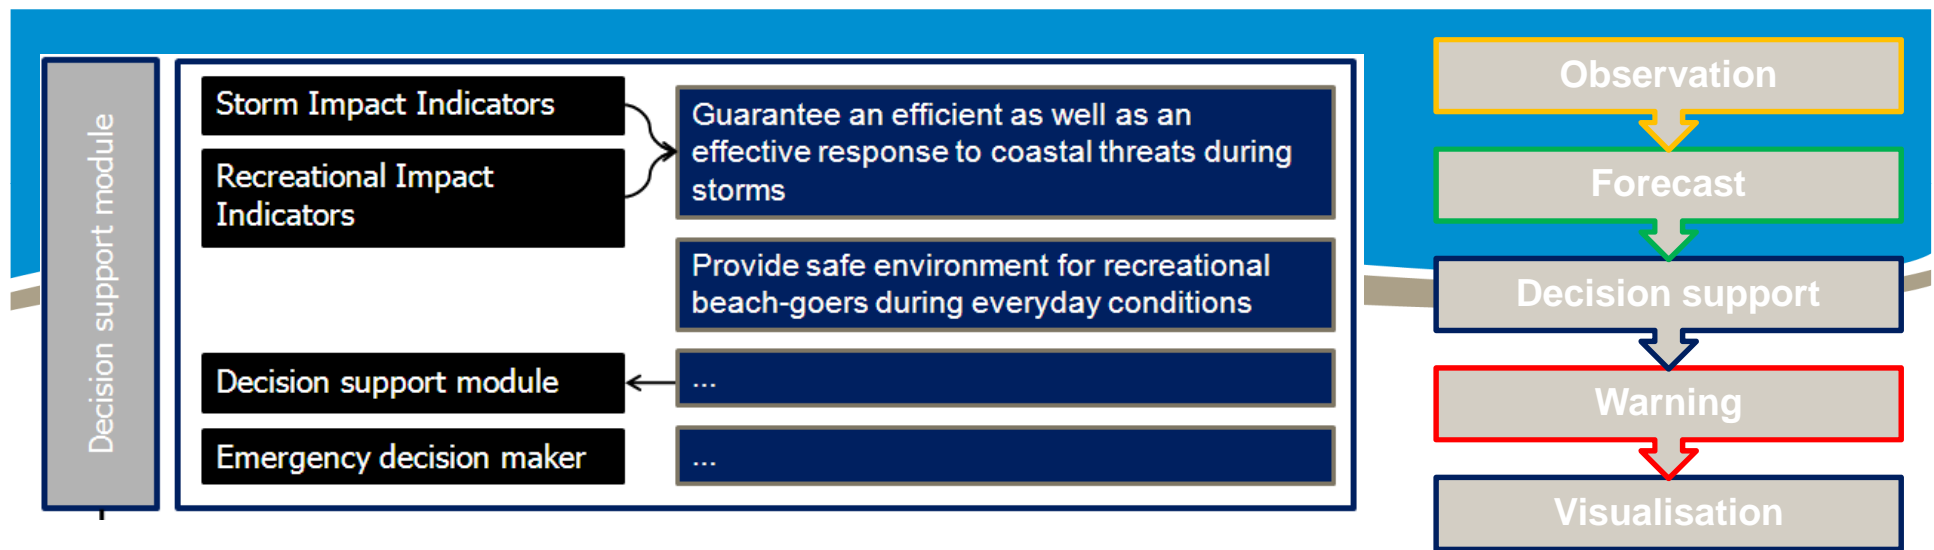 Decision support module
Storm Impact Indicators
Recreational Impact
Indicators
Guarantee an efficient as well as an
effective response to coastal threats during
storms
Provide safe environment for recreational
beach-goers during everyday conditions
Decision support module
...
Emergency decision maker
...
Observation
Forecast
Decision support
Warning
Visualisation